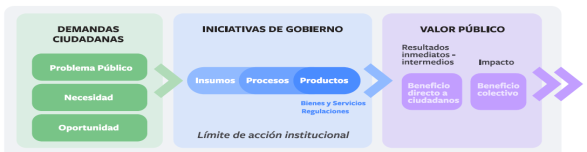 DEMANDAS
CIUDADANAS
Problema Público
Necesidad
Oportunidad
INICIATIVAS DE GOBIERNO
Insumos
Procesos
Productos
Bienes y Servicios
Regulaciones
Límite de acción institucional
VALOR PÚBLICO
Resultados
inmediatos –
intermedios
Beneficio
directo a
ciudadanos
Impacto
Beneficio
colectivo